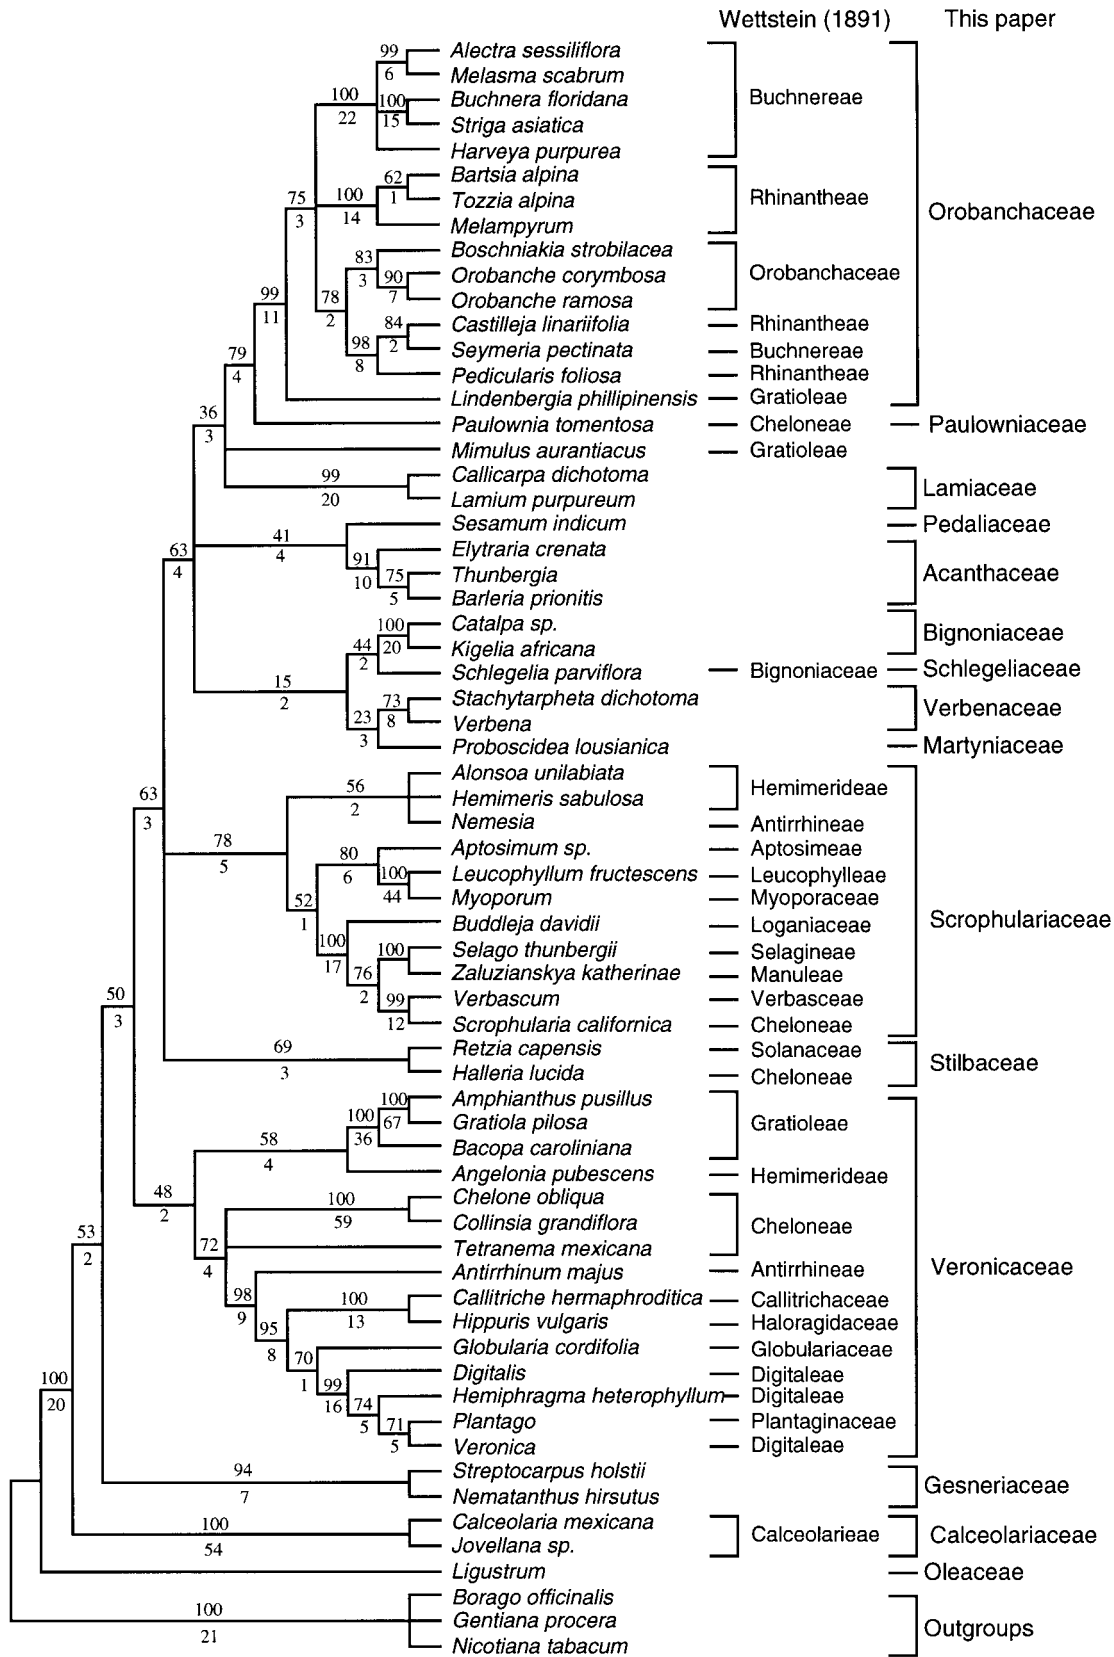 Wettstein (1891) This paper
99
Alectra sessiliflora
6
Melasma scabrum
100 100
Buchnera floridana
Buchnereae
22 15
Striga asiatica
Harveya purpurea
62
Bartsia alpina
75 100 1
Tozzia alpina
Rhinantheae
3 14
Melampyrum
Orobanchaceae
Boschniakia strobilacea
83
3 90
Orobanche corymbosa
Orobanchaceae
99 78 7
Orobanche ramosa
11 2 84
Castilleja linariifolia Rhinantheae
98 2
Seymeria pectinata Buchnereae
79 8
Pedicularis foliosa Rhinantheae
4
Lindenbergia phillipinensis Gratioleae
36
Paulownia tomentosa Cheloneae Paulowniaceae
3
Mimulus aurantiacus Gratioleae
99
Callicarpa dichotoma
Lamiaceae
20
Lamium purpureum
Sesamum indicum Pedaliaceae
41
63 4
Elytraria crenata
4 91 75
Thunbergia
Acanthaceae
10 5
Barleria prionitis
100
Catalpa sp.
Bignoniaceae
44 20
Kigelia africana
2
Schlegelia parviflora Bignoniaceae Schlegeliaceae
15
2 73
Stachytarpheta dichotoma
Verbenaceae
23 8
Verbena
3
Proboscidea lousianica Martyniaceae
Alonsoa unilabiata
63 56
Hemimeris sabulosa
Hemimerideae
3 2
Nemesia Antirrhineae
78 80
Aptosimum sp. Aptosimeae
5 6 100
Leucophyllum fructescens Leucophylleae
52 44
Myoporum Myoporaceae
1
Buddleja davidii Loganiaceae
Scrophulariaceae
100 100
Selago thunbergii Selagineae
17 76
Zaluzianskya katherinae Manuleae
50 2 99
Verbascum Verbasceae
3 12
Scrophularia californica Cheloneae
69
Retzia capensis Solanaceae
Stilbaceae
3
Halleria lucida Cheloneae
100
Amphianthus pusillus
100 67
Gratiola pilosa
Gratioleae
58 36
Bacopa caroliniana
4
Angelonia pubescens Hemimerideae
48 100
Chelone obliqua
2 59
Collinsia grandiflora
Cheloneae
53 72
Tetranema mexicana
2 4
Veronicaceae
Antirrhinum majus Antirrhineae
98 100
Callitriche hermaphroditica Callitrichaceae
9 95 13
Hippuris vulgaris Haloragidaceae
8 70
Globularia cordifolia Globulariaceae
1 99
Digitalis Digitaleae
100 16 74
Hemiphragma heterophyllum Digitaleae
20 5 71
Plantago Plantaginaceae
5
Veronica Digitaleae
94
Streptocarpus holstii
Gesneriaceae
7
Nematanthus hirsutus
100
Calceolaria mexicana
Calceolarieae Calceolariaceae
54
Jovellana sp.
Ligustrum Oleaceae
Borago officinalis
100
Gentiana procera
Outgroups
21
Nicotiana tabacum